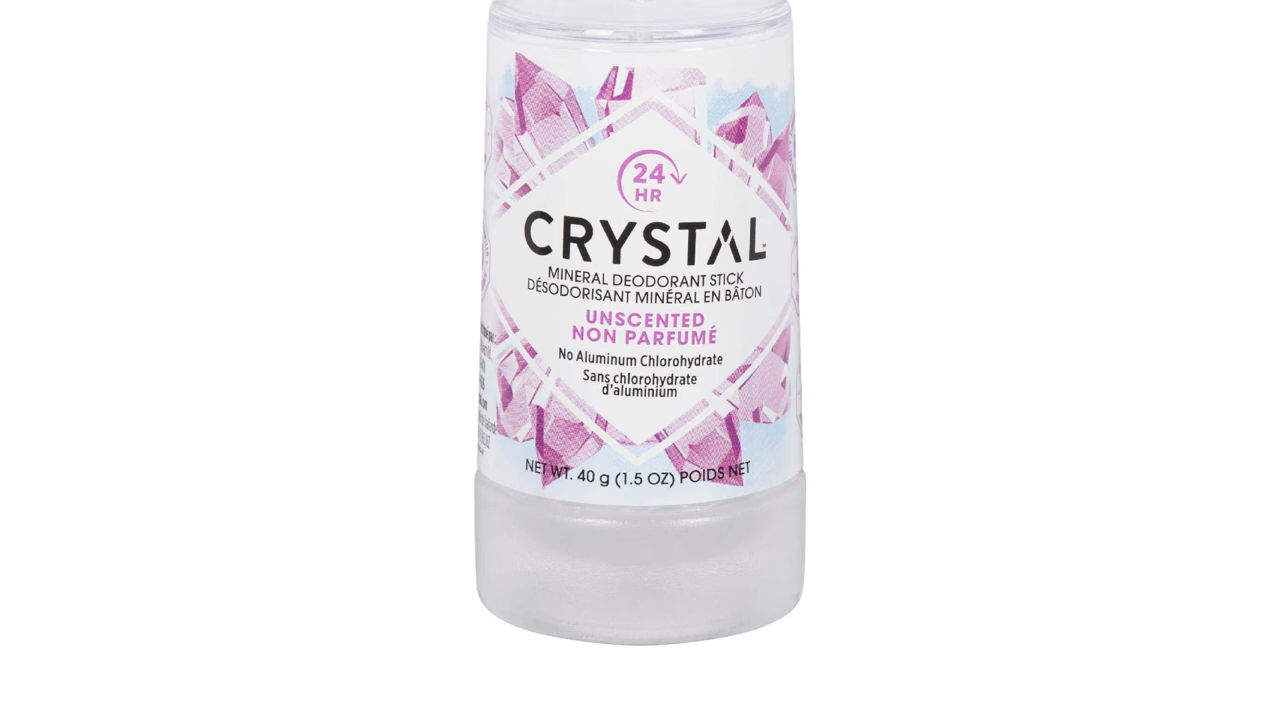 24
HR
CRYSTAL™
MINERAL DEODORANT STICK
DÉSODORISANT MINÉRAL EN BÂTON
UNSCENTED
NON PARFUMÉ
No Aluminum Chlorohydrate
Sans chlorohydrate
d'aluminium
NET WT. 40 g (1.5 OZ) POIDS NET